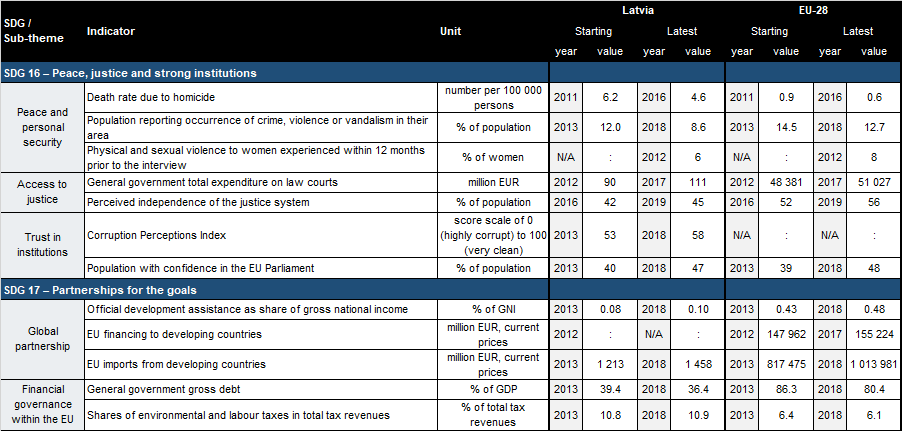 SDG / Sub-theme Indicator Unit Latvia EU-28
Starting Latest Starting Latest
year value year value year value year value
SDG 16 – Peace, justice and strong institutions
Peace and personal security
Death rate due to homicide number per 100 000 persons 2011 6.2 2016 4.6 2011 0.9 2016 0.6
Population reporting occurrence of crime, violence or vandalism in their area % of population 2013 12.0 2018 8.6 2013 14.5 2018 12.7
Physical and sexual violence to women experienced within 12 months prior to the interview % of women N/A : 2012 6 N/A : 2012 8
Access to justice
General government total expenditure on law courts million EUR 2012 90 2017 111 2012 48 381 2017 51 027
Perceived independence of the justice system % of population 2016 42 2019 45 2016 52 2019 56
Trust in institutions
Corruption Perceptions Index score scale of 0 (highly corrupt) to 100 (very clean) 2013 53 2018 58 N/A : N/A :
Population with confidence in the EU Parliament % of population 2013 40 2018 47 2013 39 2018 48
SDG 17 – Partnerships for the goals
Global partnership
Official development assistance as share of gross national income % of GNI 2013 0.08 2018 0.10 2013 0.43 2018 0.48
EU financing to developing countries million EUR, current prices 2012 : N/A : 2012 147 962 2017 155 224
EU imports from developing countries million EUR, current prices 2013 1 213 2018 1 458 2013 817 475 2018 1 013 981
Financial governance within the EU
General government gross debt % of GDP 2013 39.4 2018 36.4 2013 86.3 2018 80.4
Shares of environmental and labour taxes in total tax revenues % of total tax revenues 2013 10.8 2018 10.9 2013 6.4 2018 6.1